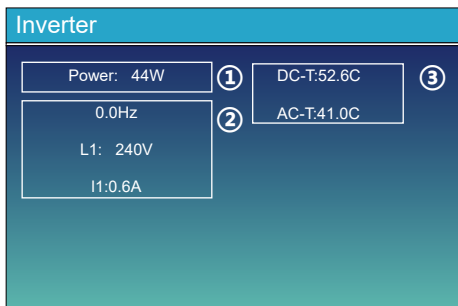 Inverter
Power: 44W
①
0.0Hz
②
L1: 240V
I1:0.6A
DC-T:52.6C
③
AC-T:41.0C